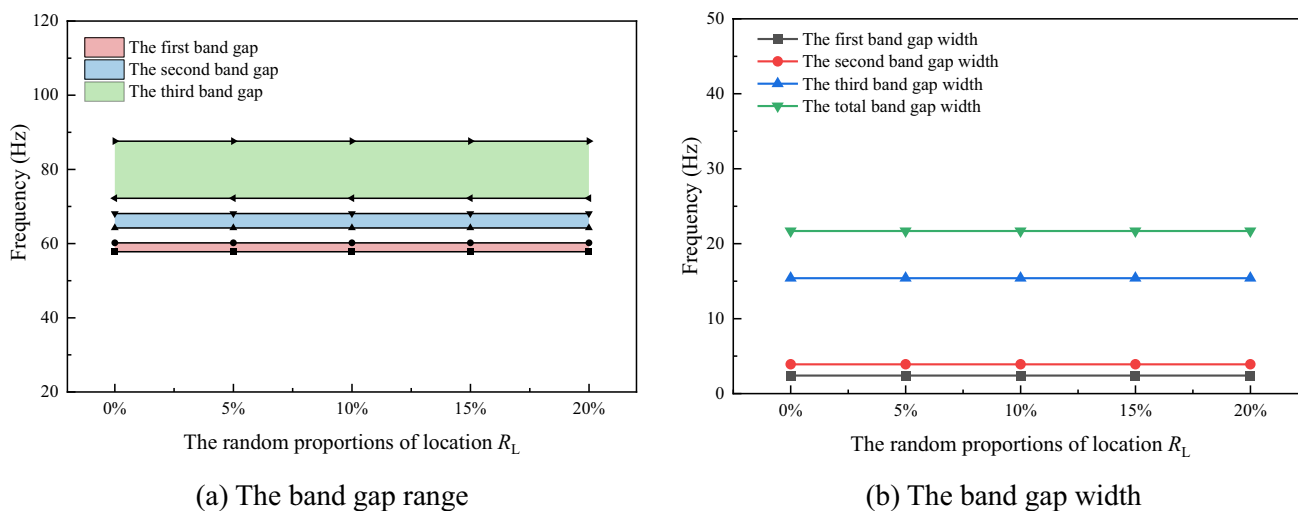 120
100
80
60
40
20
Frequency (Hz)
The first band gap
The second band gap
The third band gap
0%
5%
10%
15%
20%
The random proportions of location R_L
(a) The band gap range
50
40
30
20
10
0
Frequency (Hz)
The first band gap width
The second band gap width
The third band gap width
The total band gap width
0%
5%
10%
15%
20%
The random proportions of location R_L
(b) The band gap width